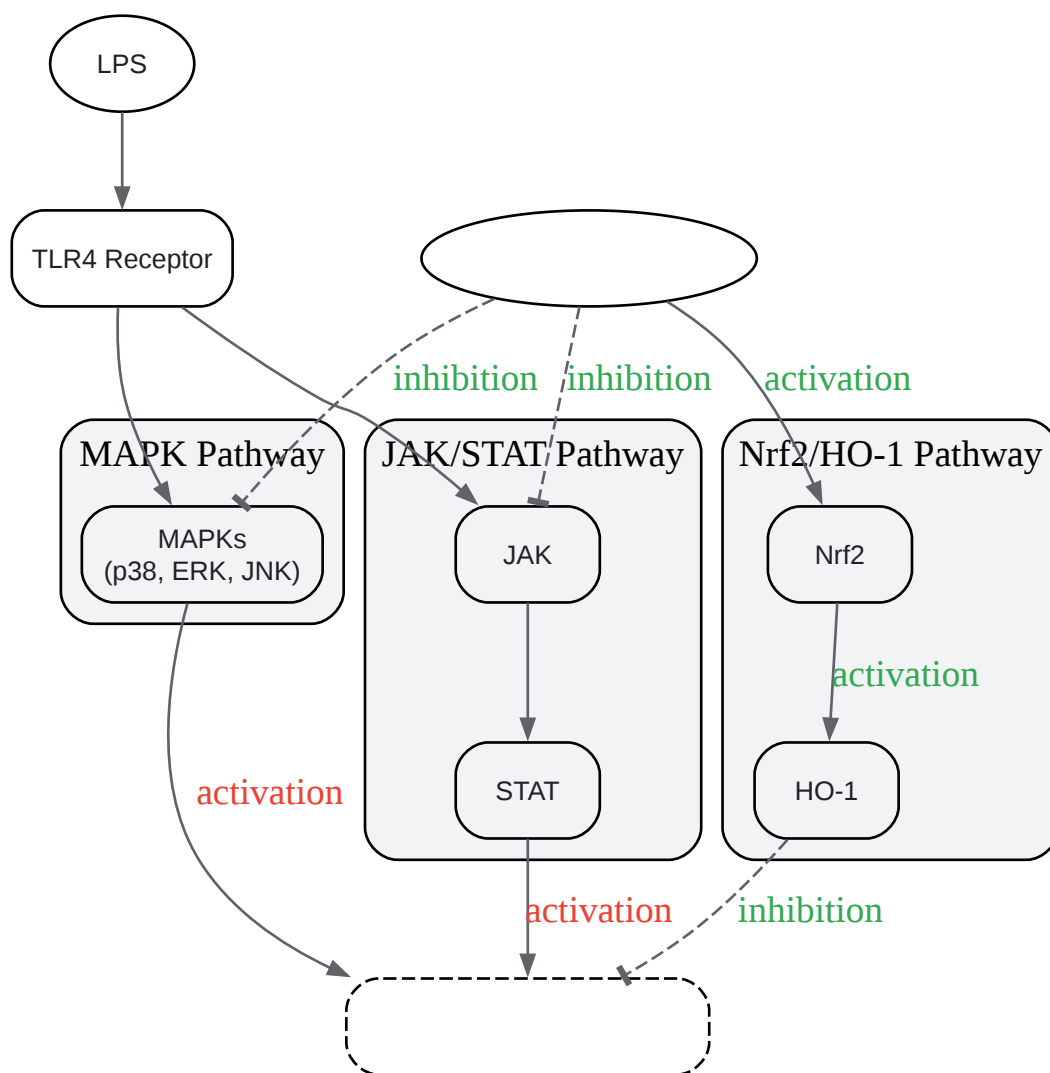 LPS
TLR4 Receptor
inhibition
inhibition
activation
MAPK Pathway
JAK/STAT Pathway
Nrf2/HO-1 Pathway
MAPKs
(p38, ERK, JNK)
JAK
Nrf2
activation
activation
STAT
HO-1
activation
inhibition